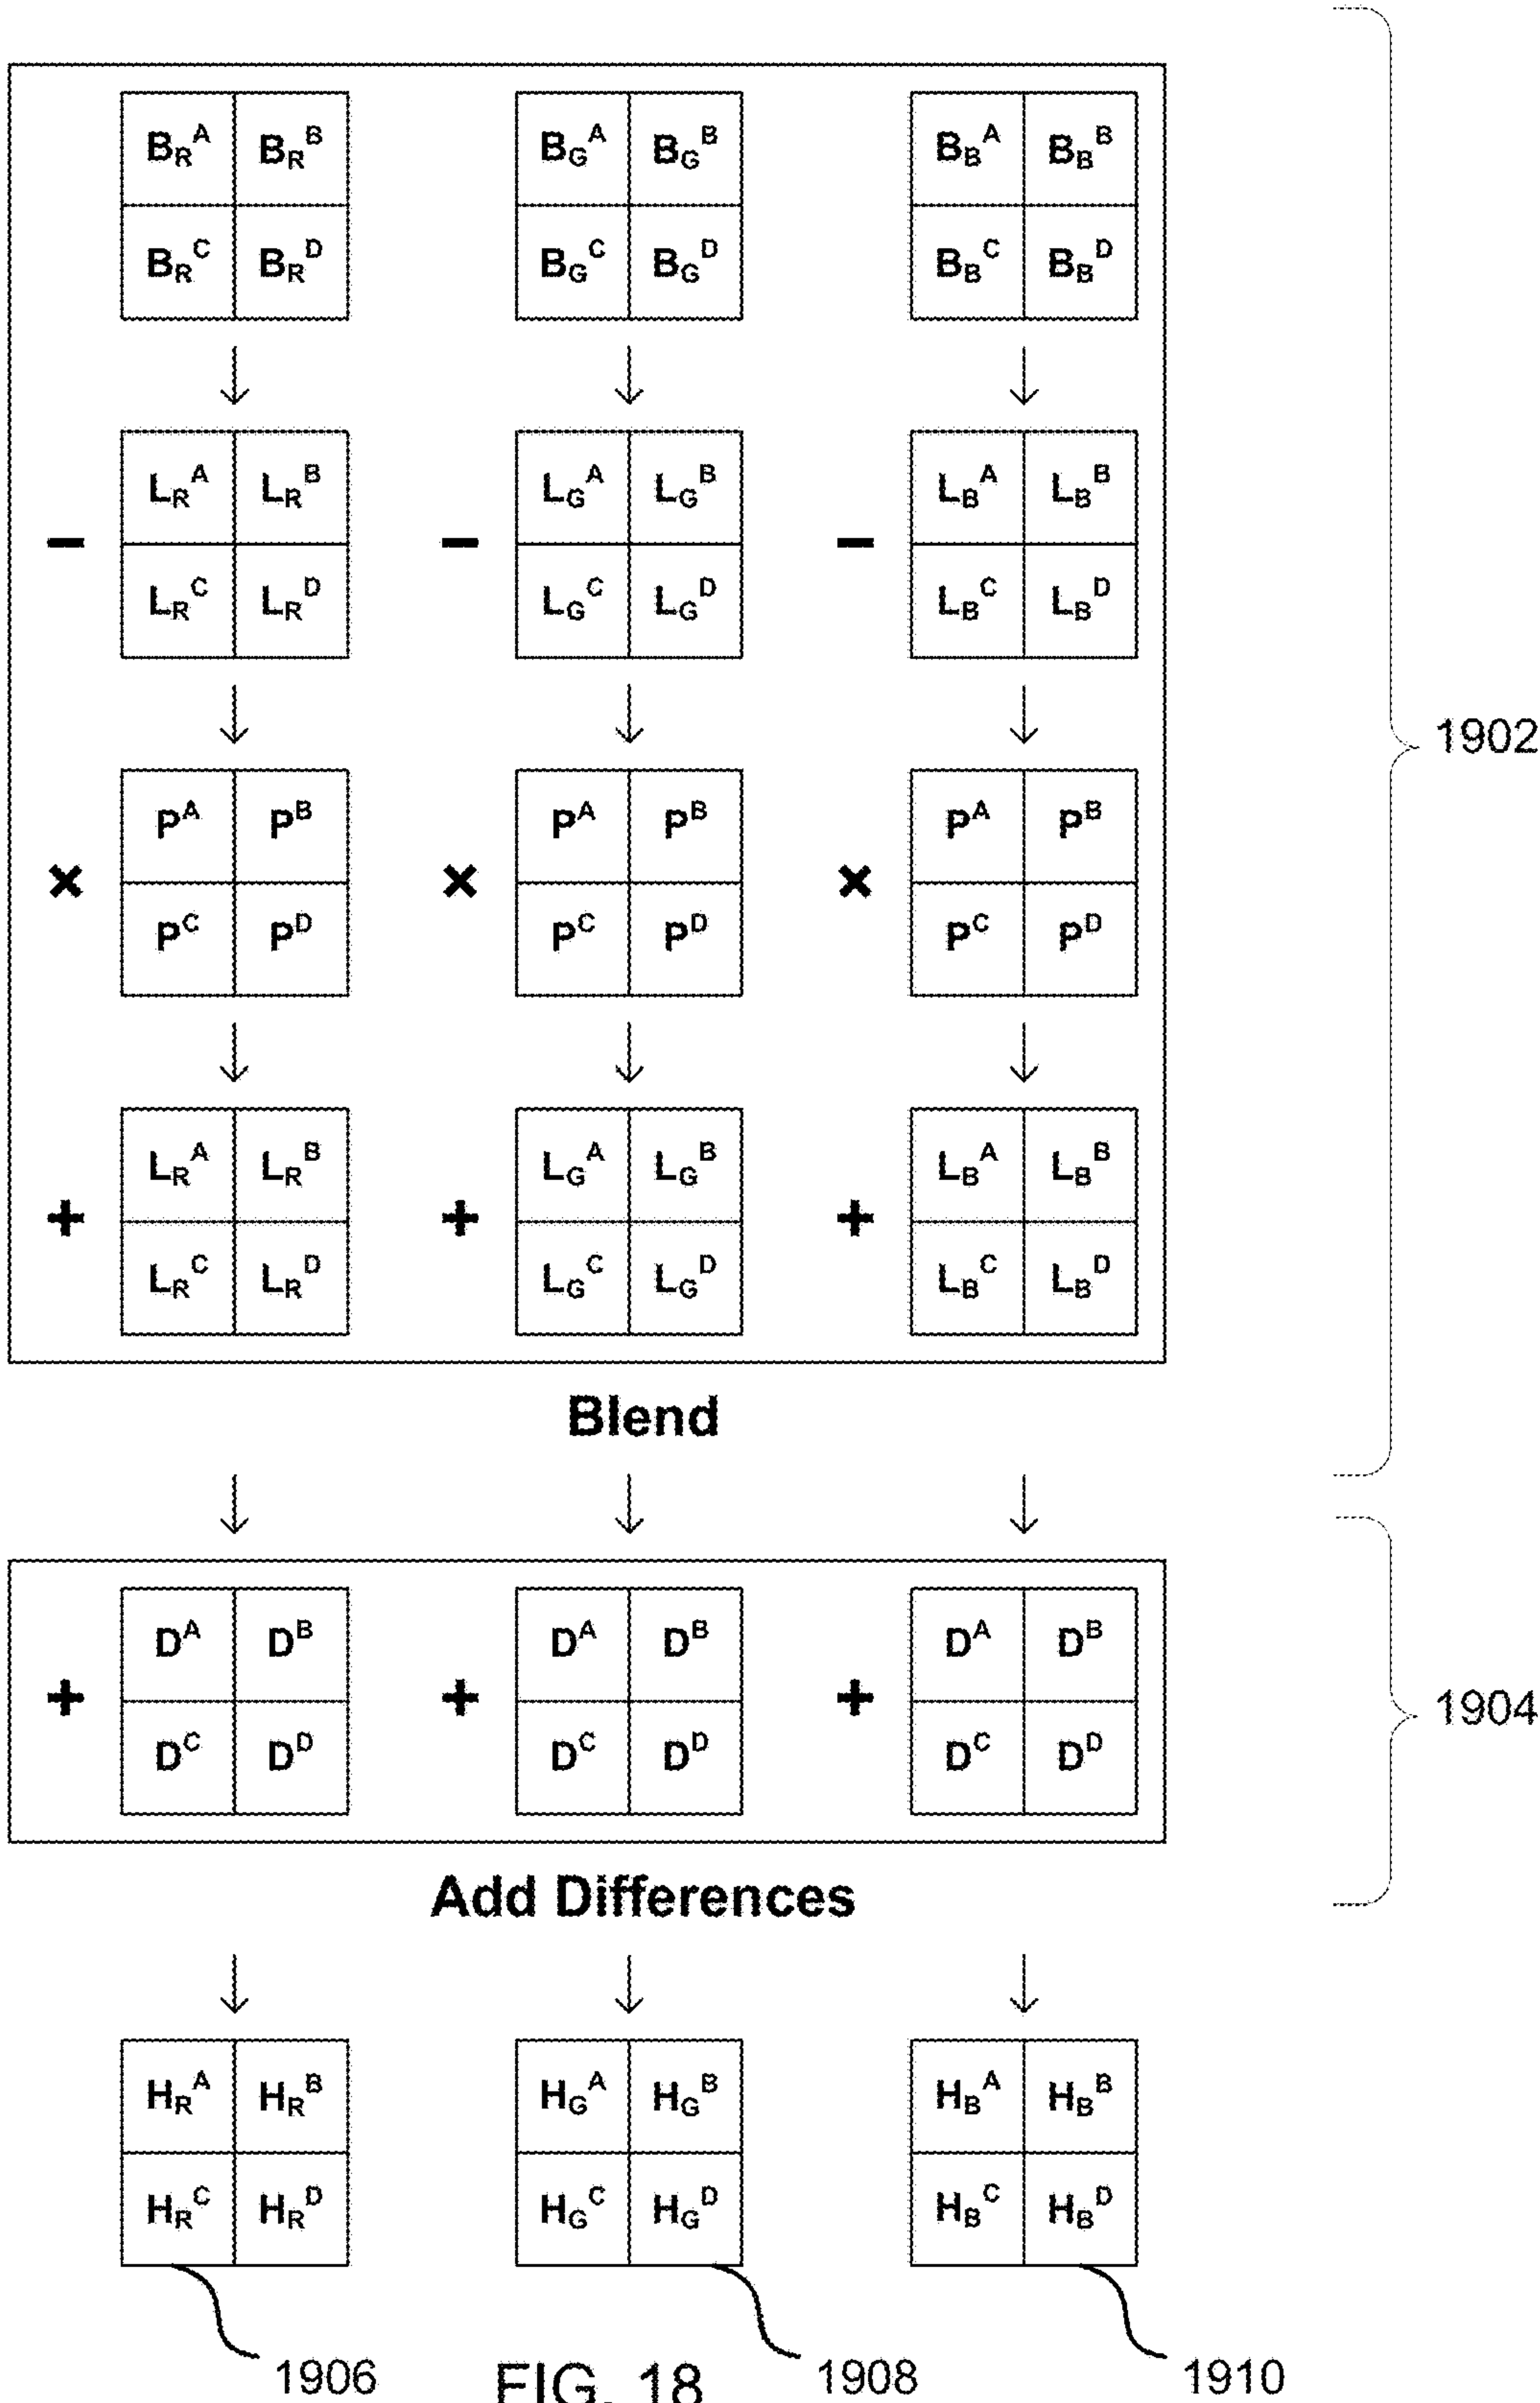 B_R^A B_R^B B_G^A B_G^B B_B^A B_B^B
B_R^C B_R^D B_G^C B_G^D B_B^C B_B^D
− L_R^A L_R^B − L_G^A L_G^B − L_B^A L_B^B
L_R^C L_R^D L_G^C L_G^D L_B^C L_B^D
1902
× P^A P^B × P^A P^B × P^A P^B
P^C P^D P^C P^D P^C P^D
+ L_R^A L_R^B + L_G^A L_G^B + L_B^A L_B^B
L_R^C L_R^D L_G^C L_G^D L_B^C L_B^D
Blend
+ D^A D^B + D^A D^B + D^A D^B
D^C D^D D^C D^D D^C D^D
1904
Add Differences
H_R^A H_R^B H_G^A H_G^B H_B^A H_B^B
H_R^C H_R^D H_G^C H_G^D H_B^C H_B^D
1906 FIG. 18 1908 1910